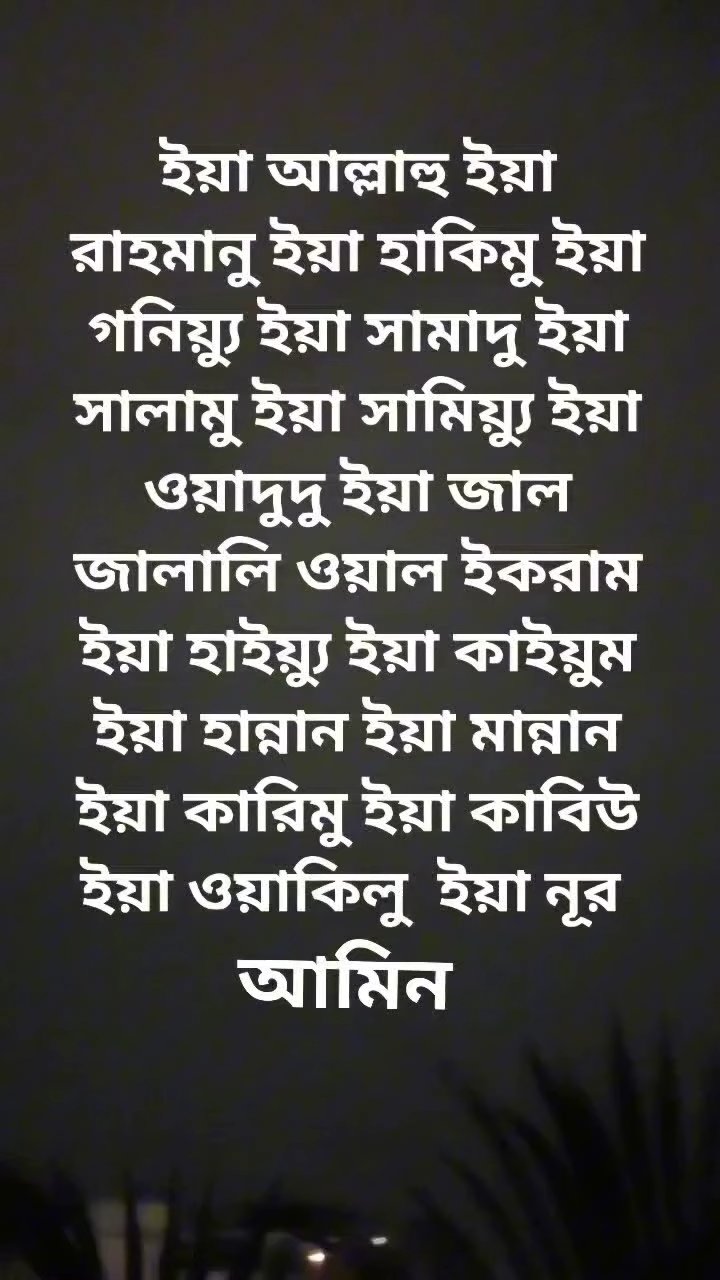 ইয়া আল্লাহু ইয়া
রাহমানু ইয়া হাকিমু ইয়া
গনিয়্যু ইয়া সামাদু ইয়া
সালামু ইয়া সামিয়্যু ইয়া
ওয়াদুদু ইয়া জাল
জালালি ওয়াল ইকরাম
ইয়া হাইয়্যু ইয়া কাইয়ুম
ইয়া হান্নান ইয়া মান্নান
ইয়া কারিমু ইয়া কাবিউ
ইয়া ওয়াকিলু ইয়া নূর
আমিন